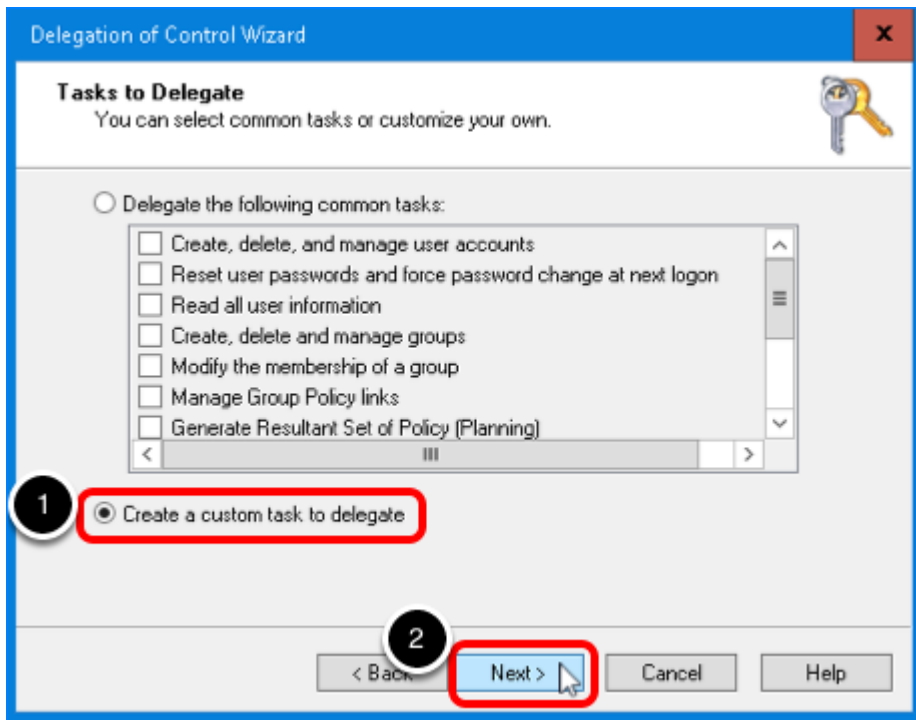 Delegation of Control Wizard
x
Tasks to Delegate
You can select common tasks or customize your own.
Delegate the following common tasks:
Create, delete, and manage user accounts
Reset user passwords and force password change at next logon
Read all user information
Create, delete and manage groups
Modify the membership of a group
Manage Group Policy links
Generate Resultant Set of Policy (Planning)
1
Create a custom task to delegate
2
< Back
Next >
Cancel
Help